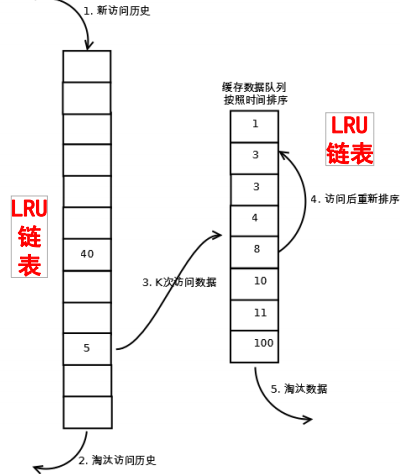 1. 新访问历史
缓存数据队列
按照时间排序
LRU
链表
1
3
3
4
8
10
11
100
4. 访问后重新排序
LRU
链
表
40
5
3. K次访问数据
5. 淘汰数据
2. 淘汰访问历史